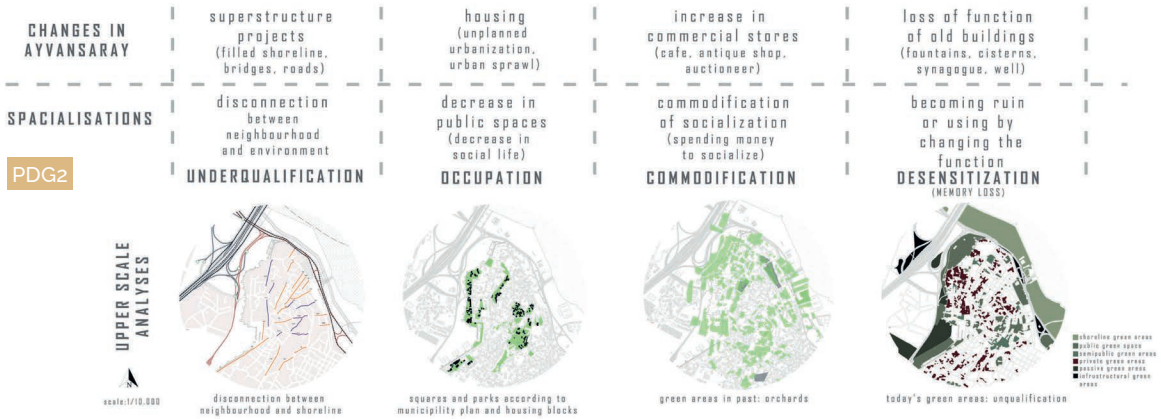 CHANGES IN
AYVANSARAY
superstructure
projects
(filled shoreline,
bridges, roads)
housing
(unplanned
urbanization,
urban sprawl)
increase in
commercial stores
(cafe, antique shop,
auctioneer)
loss of function
of old buildings
(fountains, cisterns,
synagogue, well)
SPACIALISATIONS
disconnection
between
neighbourhood
and environment
decrease in
public spaces
(decrease in
social life)
commodification
of socialization
(spending money
to socialize)
becoming ruin
or using by
changing the
function
PDG2
UNDERQUALIFICATION
OCCUPATION
COMMODIFICATION
DESENSITIZATION
(MEMORY LOSS)
UPPER SCALE
ANALYSES
N
scale:1/10.000
shoreline green areas
public green space
semipublic green areas
private green areas
passive green areas
infrastructural green
areas
disconnection between
neighbourhood and shoreline
squares and parks according to
municipility plan and housing blocks
green areas in past: orchards
today's green areas: unqualification